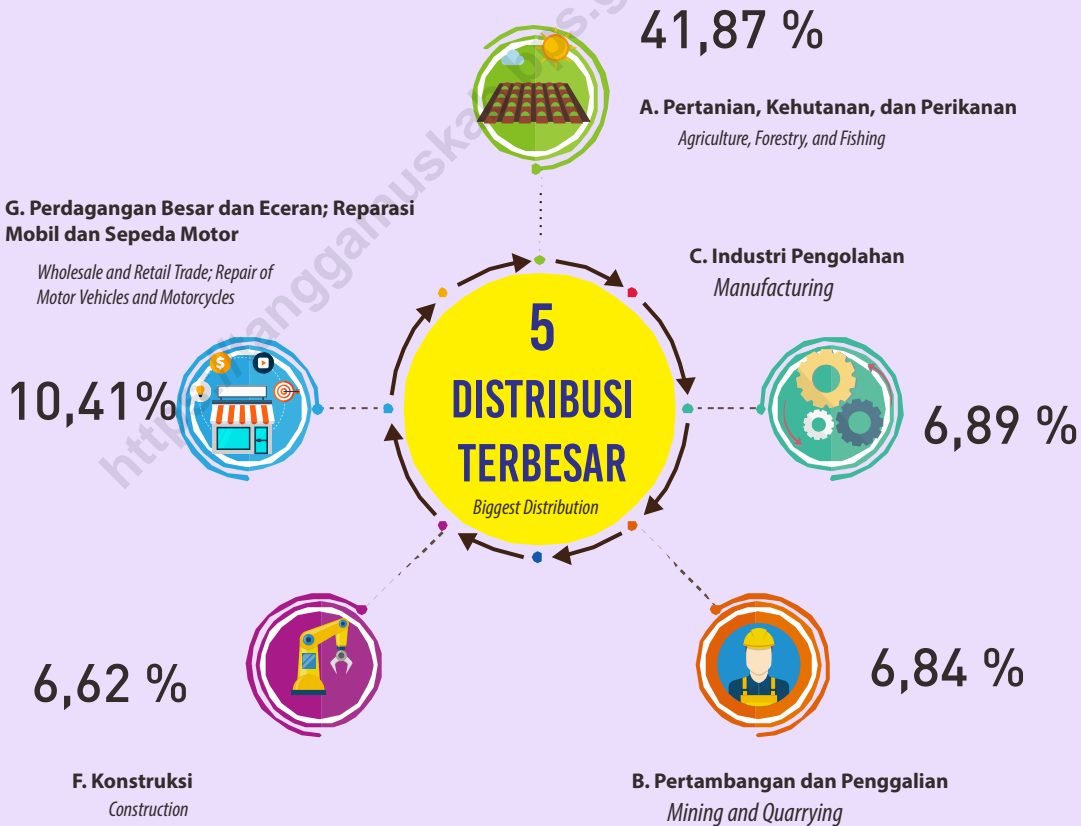 41,87 %
A. Pertanian, Kehutanan, dan Perikanan
Agriculture, Forestry, and Fishing
G. Perdagangan Besar dan Eceran; Reparasi
Mobil dan Sepeda Motor
Wholesale and Retail Trade; Repair of
Motor Vehicles and Motorcycles
10,41%
C. Industri Pengolahan
Manufacturing
6,89 %
5
DISTRIBUSI
TERBESAR
Biggest Distribution
6,62 %
F. Konstruksi
Construction
6,84 %
B. Pertambangan dan Penggalian
Mining and Quarrying